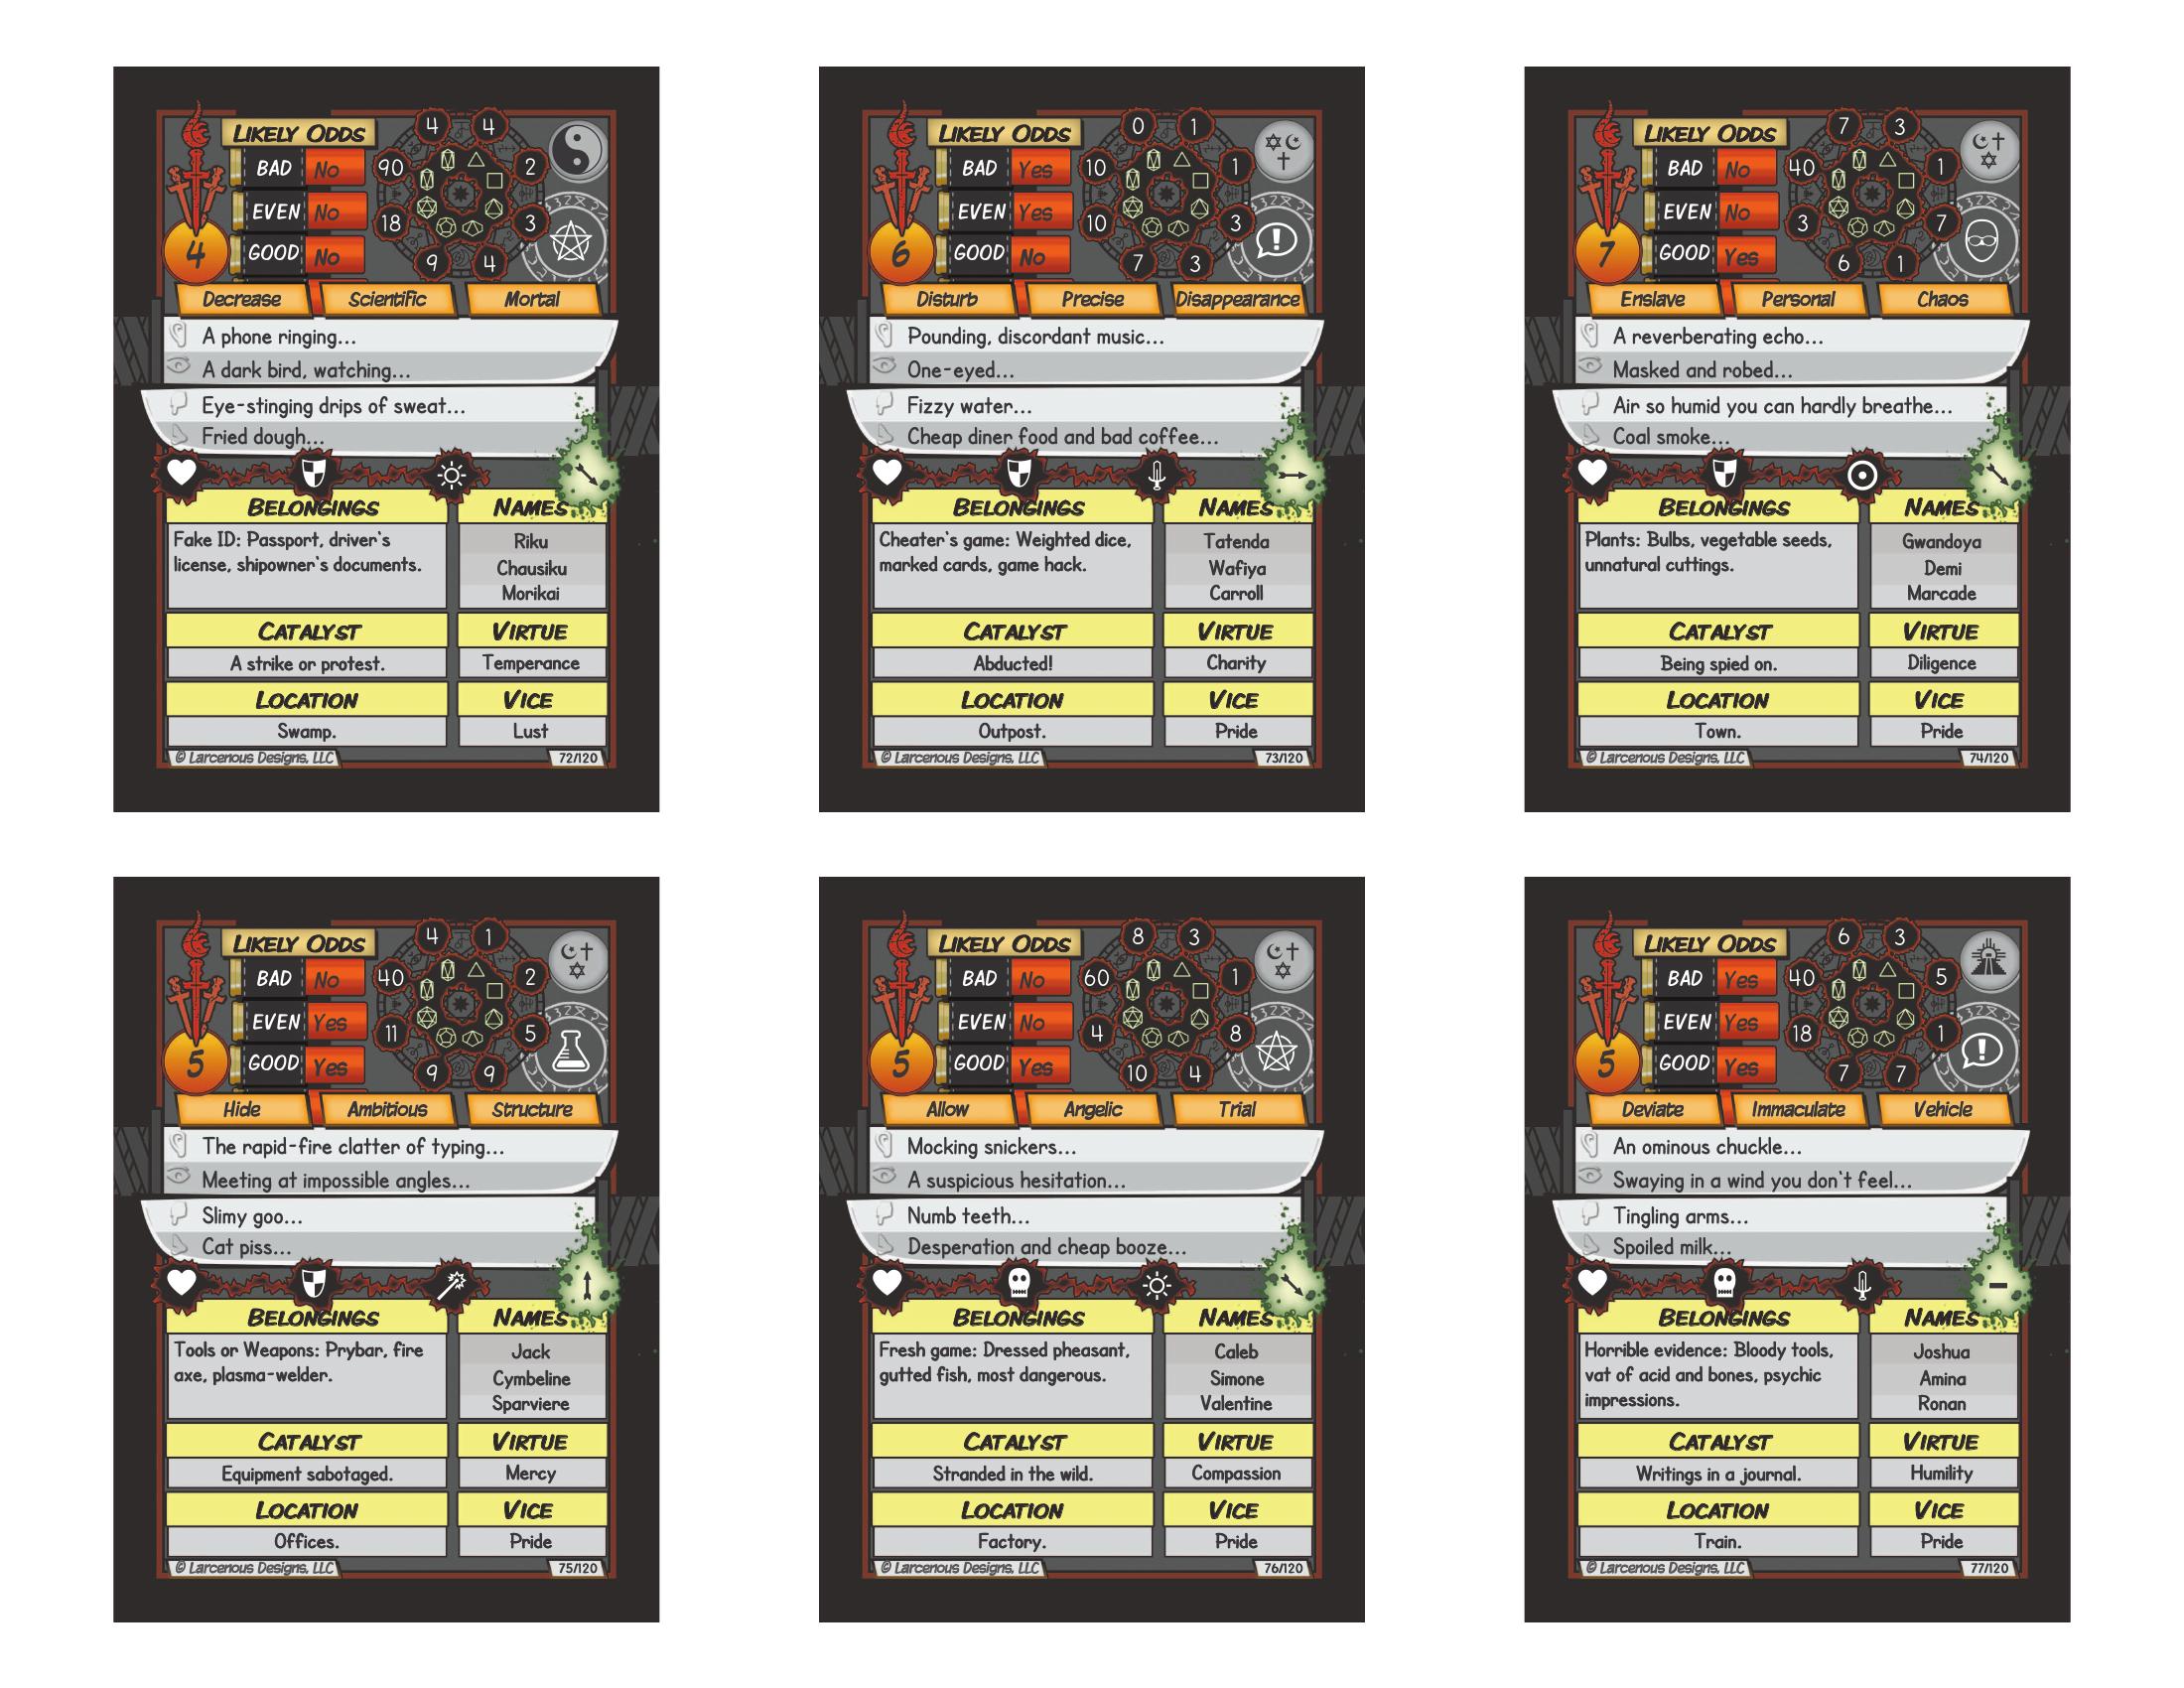 LIKELY ODDS
BAD No
EVEN No
GOOD No
4
4 4
90 2
18 3
9 4
Decrease Scientific Mortal
A phone ringing...
A dark bird, watching...
Eye-stinging drips of sweat...
Fried dough...
BELONGINGS NAMES
Fake ID: Passport, driver's
license, shipowner's documents.
Riku
Chausiku
Morikai
CATALYST VIRTUE
A strike or protest. Temperance
LOCATION VICE
Swamp. Lust
© Larcenous Designs, LLC 72/120
LIKELY ODDS
BAD Yes
EVEN Yes
GOOD No
6
0 1
10 1
10 3
7 3
Disturb Precise Disappearance
Pounding, discordant music...
One-eyed...
Fizzy water...
Cheap diner food and bad coffee...
BELONGINGS NAMES
Cheater's game: Weighted dice,
marked cards, game hack.
Tatenda
Wafiya
Carroll
CATALYST VIRTUE
Abducted! Charity
LOCATION VICE
Outpost. Pride
© Larcenous Designs, LLC 73/120
LIKELY ODDS
BAD No
EVEN No
GOOD Yes
7
7 3
40 1
3 7
6 1
Enslave Personal Chaos
A reverberating echo...
Masked and robed...
Air so humid you can hardly breathe...
Coal smoke...
BELONGINGS NAMES
Plants: Bulbs, vegetable seeds,
unnatural cuttings.
Gwandoya
Demi
Marcade
CATALYST VIRTUE
Being spied on. Diligence
LOCATION VICE
Town. Pride
© Larcenous Designs, LLC 74/120
LIKELY ODDS
BAD No
EVEN Yes
GOOD Yes
5
4 1
40 2
11 5
9 9
Hide Ambitious Structure
The rapid-fire clatter of typing...
Meeting at impossible angles...
Slimy goo...
Cat piss...
BELONGINGS NAMES
Tools or Weapons: Prybar, fire
axe, plasma-welder.
Jack
Cymbeline
Sparviere
CATALYST VIRTUE
Equipment sabotaged. Mercy
LOCATION VICE
Offices. Pride
© Larcenous Designs, LLC 75/120
LIKELY ODDS
BAD No
EVEN No
GOOD Yes
5
8 3
60 1
4 8
10 4
Allow Angelic Trial
Mocking snickers...
A suspicious hesitation...
Numb teeth...
Desperation and cheap booze...
BELONGINGS NAMES
Fresh game: Dressed pheasant,
gutted fish, most dangerous.
Caleb
Simone
Valentine
CATALYST VIRTUE
Stranded in the wild. Compassion
LOCATION VICE
Factory. Pride
© Larcenous Designs, LLC 76/120
LIKELY ODDS
BAD Yes
EVEN Yes
GOOD Yes
5
6 3
40 5
18 1
7 7
Deviate Immaculate Vehicle
An ominous chuckle...
Swaying in a wind you don't feel...
Tingling arms...
Spoiled milk...
BELONGINGS NAMES
Horrible evidence: Bloody tools,
vat of acid and bones, psychic
impressions.
Joshua
Amina
Ronan
CATALYST VIRTUE
Writings in a journal. Humility
LOCATION VICE
Train. Pride
© Larcenous Designs, LLC 77/120